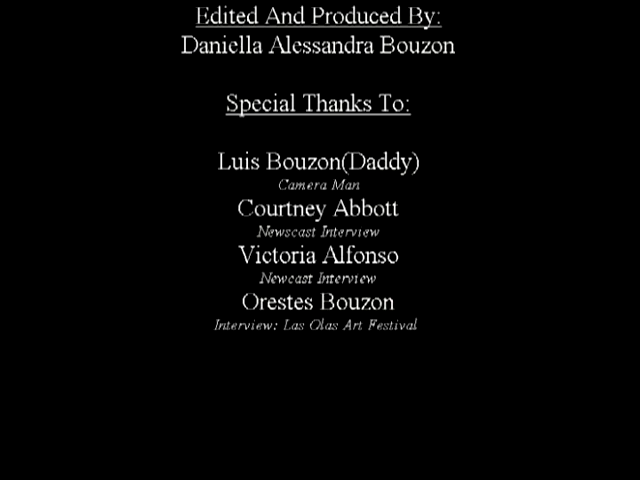 Edited And Produced By:
Daniella Alessandra Bouzon
Special Thanks To:
Luis Bouzon(Daddy)
Camera Man
Courtney Abbott
Newscast Interview
Victoria Alfonso
Newcast Interview
Orestes Bouzon
Interview: Las Olas Art Festival